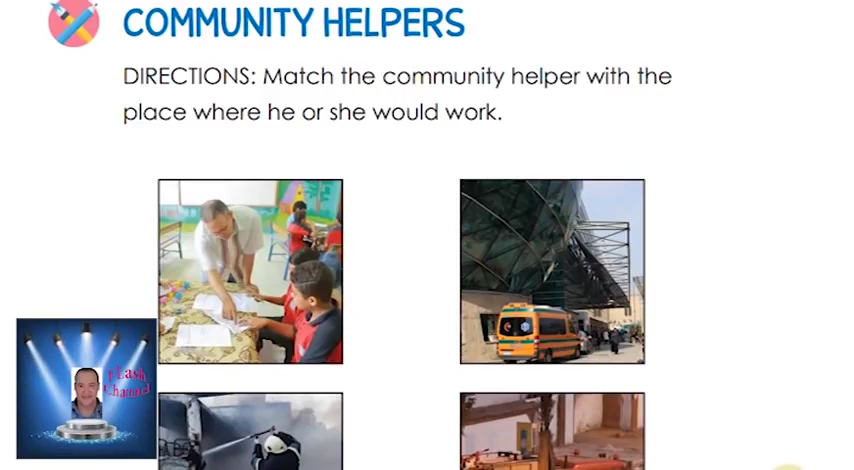 COMMUNITY HELPERS
DIRECTIONS: Match the community helper with the
place where he or she would work.
Flash
Channel